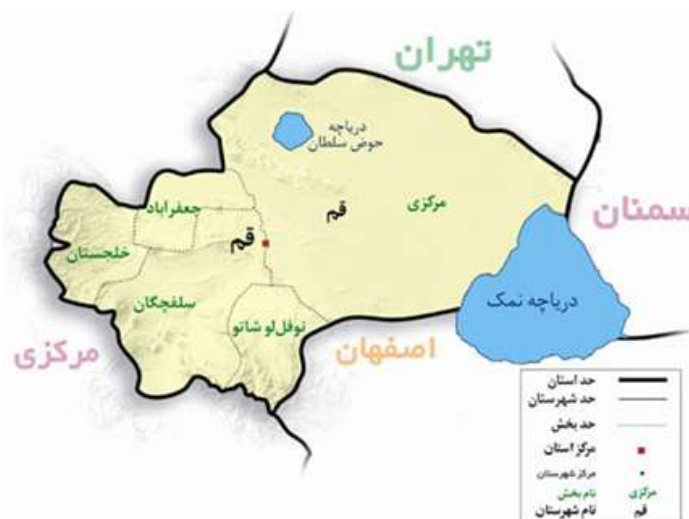 تهران
دریاچه
حوض سلطان
سمنان
مرکزی
قم
جعفرآباد
قم
خلجستان
سلفچگان
دریاچه نمک
نوفل‌لو شاتو
اصفهان
مرکزی
حد استان
حد شهرستان
حد بخش
مرکز استان
مرکز شهرستان
مرکزی نام بخش
قم نام شهرستان